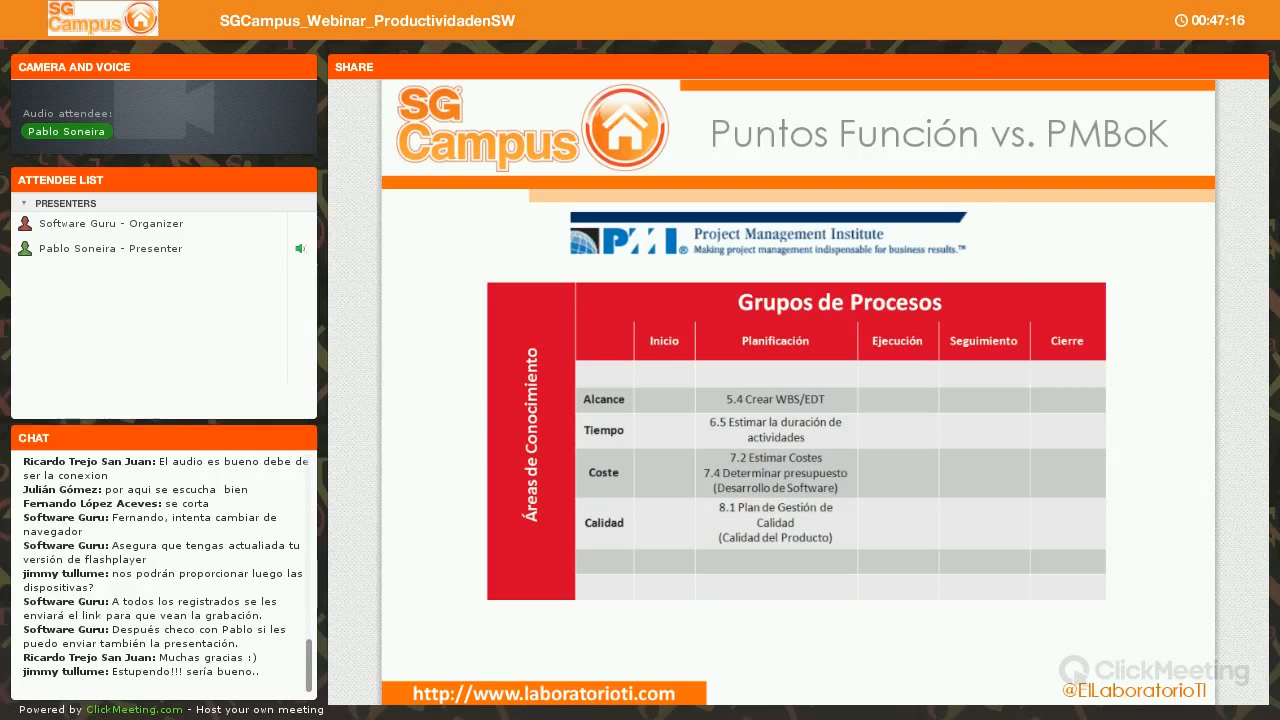 SG
Campus
SGCampus_Webinar_ProductividadenSW
00:47:16
CAMERA AND VOICE
Audio attendee:
Pablo Soneira
ATTENDEE LIST
PRESENTERS
Software Guru - Organizer
Pablo Soneira - Presenter
CHAT
Ricardo Trejo San Juan: El audio es bueno debe de
ser la conexion
Julián Gómez: por aqui se escucha bien
Fernando López Aceves: se corta
Software Guru: Fernando, intenta cambiar de
navegador
Software Guru: Asegura que tengas actualiada tu
versión de flashplayer
jimmy tullume: nos podrán proporcionar luego las
dispositivas?
Software Guru: A todos los registrados se les
enviará el link para que vean la grabación.
Software Guru: Después checo con Pablo si les
puedo enviar también la presentación.
Ricardo Trejo San Juan: Muchas gracias :)
jimmy tullume: Estupendo!!! sería bueno..
Powered by ClickMeeting.com - Host your own meeting
SHARE
SG
Campus
Puntos Función vs. PMBoK
PMI® Project Management Institute
Making project management indispensable for business results.™
Áreas de Conocimiento
Grupos de Procesos
Inicio Planificación Ejecución Seguimiento Cierre
Alcance 5.4 Crear WBS/EDT
Tiempo 6.5 Estimar la duración de
actividades
Coste 7.2 Estimar Costes
7.4 Determinar presupuesto
(Desarrollo de Software)
Calidad 8.1 Plan de Gestión de
Calidad
(Calidad del Producto)
ClickMeeting
http://www.laboratorioti.com
@ElLaboratorioTI